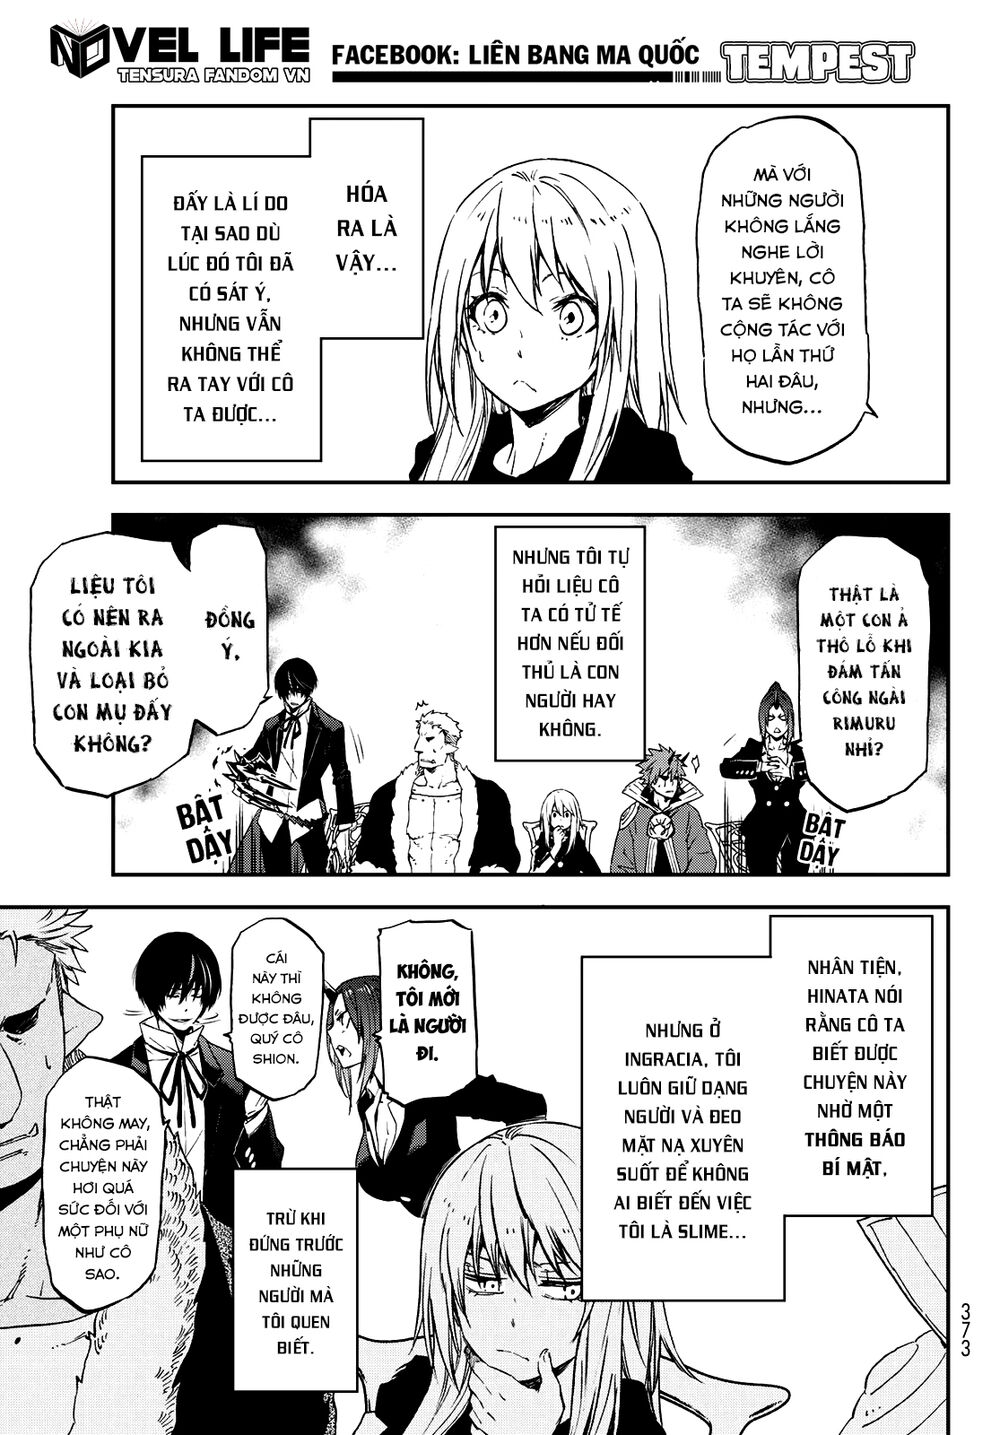 NOVEL LIFE
TENSURA FANDOM VN
FACEBOOK: LIÊN BANG MA QUỐC
TEMPEST
MÀ VỚI
NHỮNG NGƯỜI
KHÔNG LẮNG
NGHE LỜI
KHUYÊN, CÔ
TA SẼ KHÔNG
CỘNG TÁC VỚI
HỌ LẦN THỨ
HAI ĐÂU,
NHƯNG...
HÓA
RA LÀ
VẬY...
ĐẤY LÀ LÍ DO
TẠI SAO DÙ
LÚC ĐÓ TÔI ĐÃ
CÓ SÁT Ý,
NHƯNG VẪN
KHÔNG THỂ
RA TAY VỚI CÔ
TA ĐƯỢC...
THẬT LÀ
MỘT CON Ả
THÔ LỖ KHI
ĐÁM TẤN
CÔNG NGÀI
RIMURU
NHỈ?
NHƯNG TÔI TỰ
HỎI LIỆU CÔ
TA CÓ TỬ TẾ
HƠN NẾU ĐỐI
THỦ LÀ CON
NGƯỜI HAY
KHÔNG.
ĐỒNG
Ý.
LIỆU TÔI
CÓ NÊN RA
NGOÀI KIA
VÀ LOẠI BỎ
CON MỤ ĐẤY
KHÔNG?
BẬT
DẬY
BẬT
DẬY
NHÂN TIỆN,
HINATA NÓI
RẰNG CÔ TA
BIẾT ĐƯỢC
CHUYỆN NÀY
NHỜ MỘT
THÔNG BÁO
BÍ MẬT.
NHƯNG Ở
INGRACIA, TÔI
LUÔN GIỮ DẠNG
NGƯỜI VÀ ĐEO
MẶT NẠ XUYÊN
SUỐT ĐỂ KHÔNG
AI BIẾT ĐẾN VIỆC
TÔI LÀ SLIME...
KHÔNG,
TÔI MỚI
LÀ NGƯỜI
ĐI.
CÁI
NÀY THÌ
KHÔNG
ĐƯỢC ĐÂU,
QUÝ CÔ
SHION.
THẬT
KHÔNG MAY,
CHẲNG PHẢI
CHUYỆN NÀY
HƠI QUÁ
SỨC ĐỐI VỚI
MỘT PHỤ NỮ
NHƯ CÔ
SAO.
TRỪ KHI
ĐỨNG TRƯỚC
NHỮNG
NGƯỜI MÀ
TÔI QUEN
BIẾT.
373